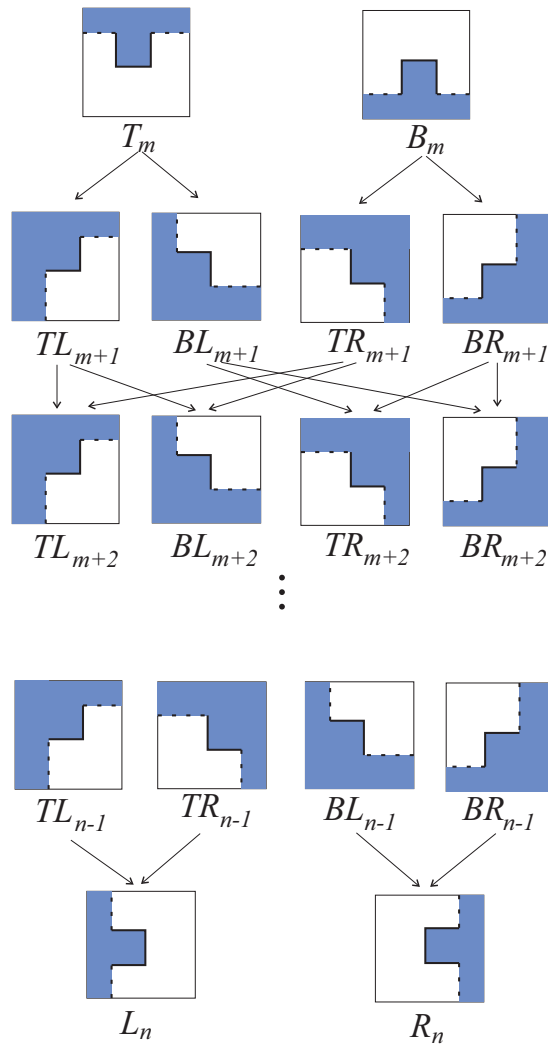 T_m B_m
TL_{m+1} BL_{m+1} TR_{m+1} BR_{m+1}
TL_{m+2} BL_{m+2} TR_{m+2} BR_{m+2}
⋮
TL_{n-1} TR_{n-1} BL_{n-1} BR_{n-1}
L_n R_n